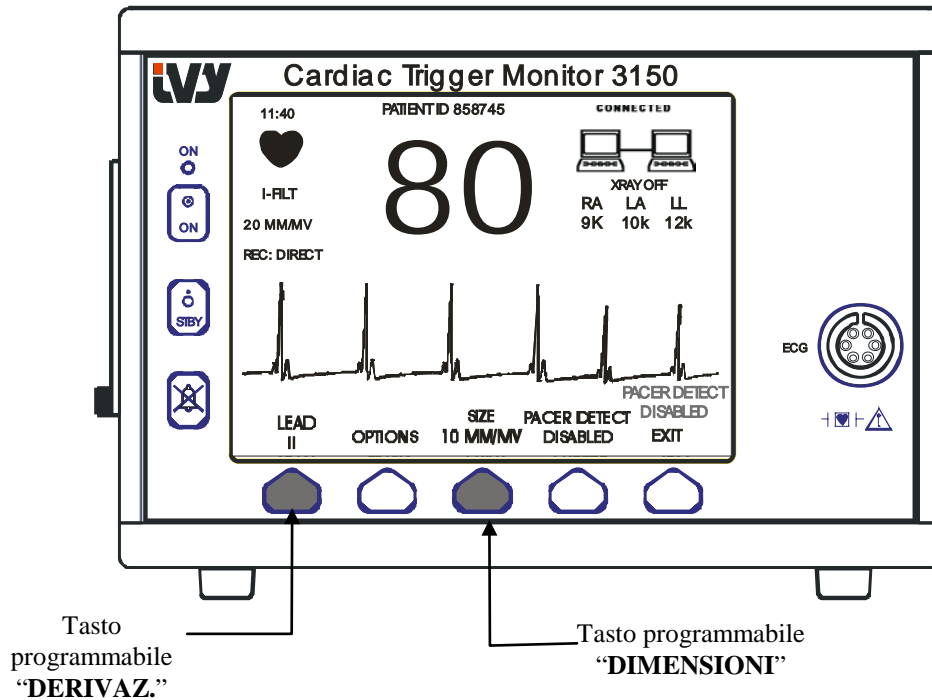 ivy
Cardiac Trigger Monitor 3150
11:40
PATIENT ID 858745
CONNECTED
80
I-FILT
20 MM/MV
REC: DIRECT
XRAY OFF
RA LA LL
9K 10k 12k
ON
ON
STBY
ECG
PACER DETECT
DISABLED
LEAD
II
OPTIONS
SIZE
10 MM/MV
PACER DETECT
DISABLED
EXIT
Tasto
programmabile
“DERIVAZ.”
Tasto programmabile
“DIMENSIONI”